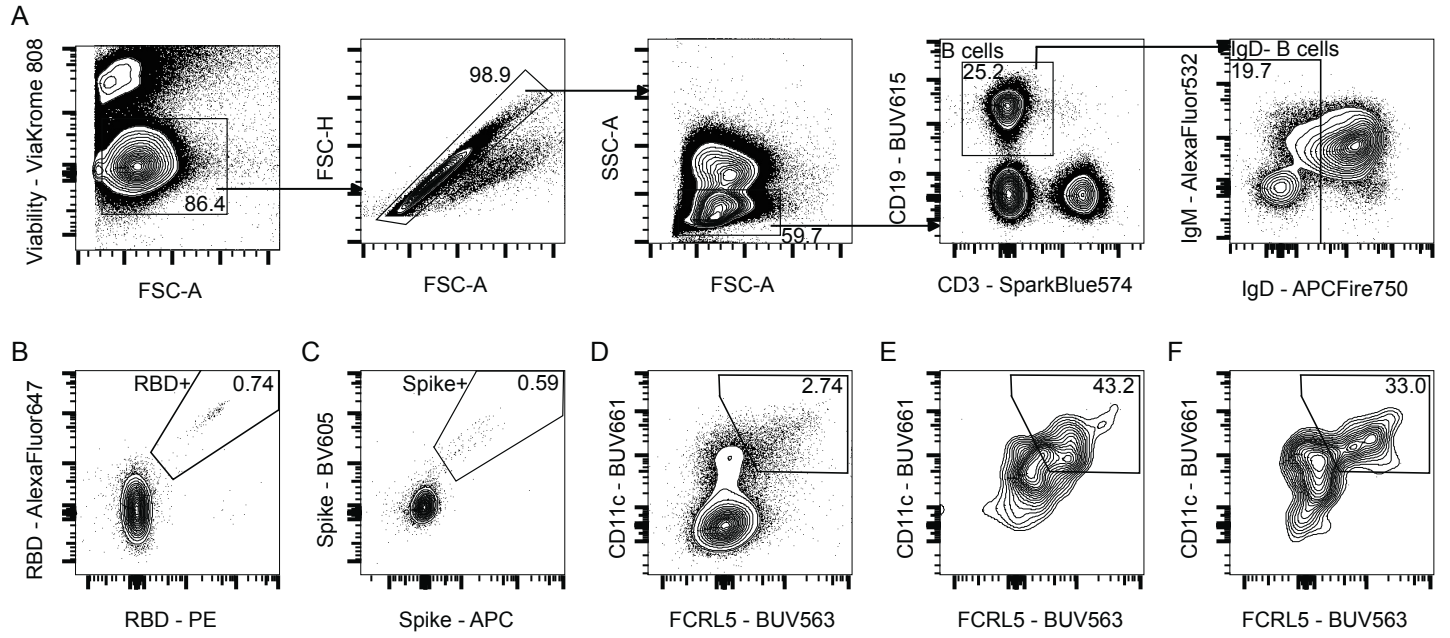 A
Viability - ViaKrome 808
86.4
FSC-A
FSC-H
98.9
FSC-A
SSC-A
59.7
FSC-A
CD19 - BUV615
B cells
25.2
CD3 - SparkBlue574
IgM - AlexaFluor532
IgD- B cells
19.7
IgD - APCFire750
B
RBD - AlexaFluor647
RBD+
0.74
RBD - PE
C
Spike - BV605
Spike+
0.59
Spike - APC
D
CD11c - BUV661
2.74
FCRL5 - BUV563
E
CD11c - BUV661
43.2
FCRL5 - BUV563
F
CD11c - BUV661
33.0
FCRL5 - BUV563